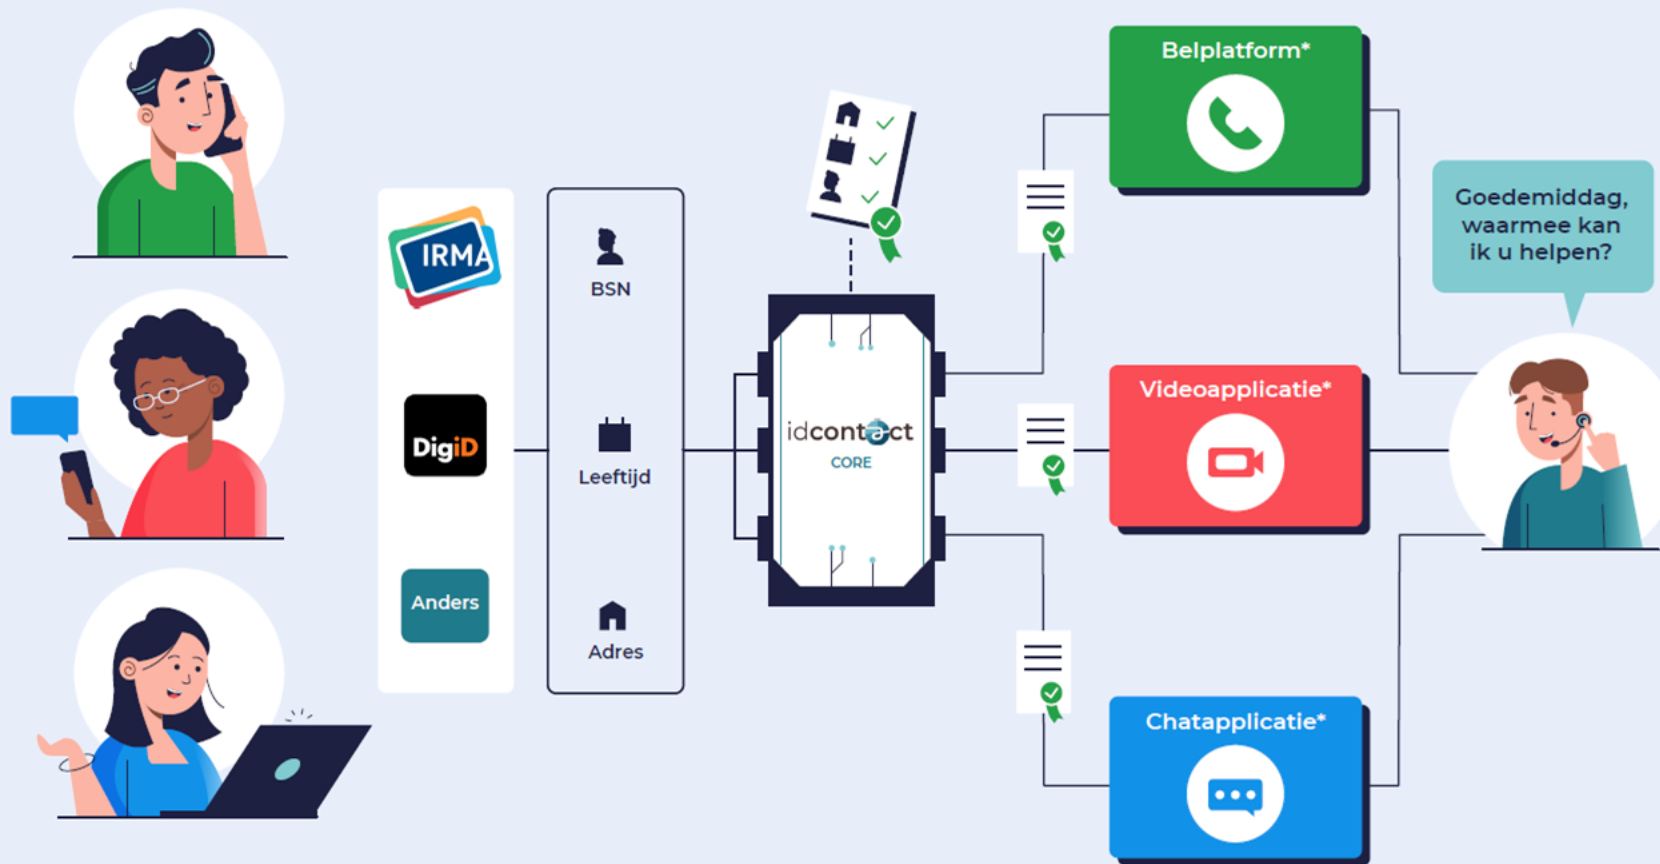 IRMA
DigiD
Anders
BSN
Leeftijd
Adres
idcontact
CORE
Belplatform*
Videoapplicatie*
Chatapplicatie*
Goedemiddag,
waarmee kan
ik u helpen?